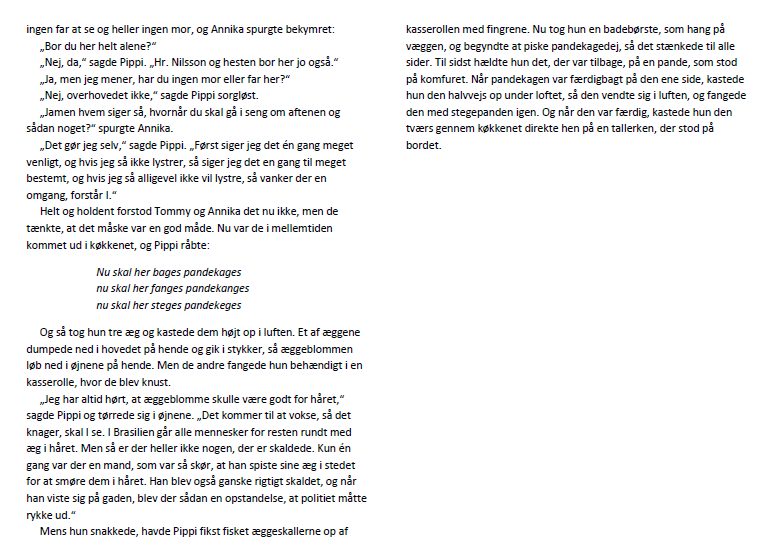 ingen far at se og heller ingen mor, og Annika spurgte bekymret:
„Bor du her helt alene?“
„Nej, da,“ sagde Pippi. „Hr. Nilsson og hesten bor her jo også.“
„Ja, men jeg mener, har du ingen mor eller far her?“
„Nej, overhovedet ikke,“ sagde Pippi sorgløst.
„Jamen hvem siger så, hvornår du skal gå i seng om aftenen og
sådan noget?“ spurgte Annika.
„Det gør jeg selv,“ sagde Pippi. „Først siger jeg det én gang meget
venligt, og hvis jeg så ikke lystrer, så siger jeg det en gang til meget
bestemt, og hvis jeg så alligevel ikke vil lystre, så vanker der en
omgang, forstår I.“
Helt og holdent forstod Tommy og Annika det nu ikke, men de
tænkte, at det måske var en god måde. Nu var de i mellemtiden
kommet ud i køkkenet, og Pippi råbte:
Nu skal her bages pandekages
nu skal her fanges pandekanges
nu skal her steges pandekeges
Og så tog hun tre æg og kastede dem højt op i luften. Et af æggene
dumpede ned i hovedet på hende og gik i stykker, så æggeblommen
løb ned i øjnene på hende. Men de andre fangede hun behændigt i en
kasserolle, hvor de blev knust.
„Jeg har altid hørt, at æggeblomme skulle være godt for håret,“
sagde Pippi og tørrede sig i øjnene. „Det kommer til at vokse, så det
knager, skal I se. I Brasilien går alle mennesker for resten rundt med
æg i håret. Men så er der heller ikke nogen, der er skaldede. Kun én
gang var der en mand, som var så skør, at han spiste sine æg i stedet
for at smøre dem i håret. Han blev også ganske rigtigt skaldet, og når
han viste sig på gaden, blev der sådan en opstandelse, at politiet måtte
rykke ud.“
Mens hun snakkede, havde Pippi fikst fisket æggeskallerne op af
kasserollen med fingrene. Nu tog hun en badebørste, som hang på
væggen, og begyndte at piske pandekagedej, så det stænkede til alle
sider. Til sidst hældte hun det, der var tilbage, på en pande, som stod
på komfuret. Når pandekagen var færdigbagt på den ene side, kastede
hun den halvvejs op under loftet, så den vendte sig i luften, og fangede
den med stegepanden igen. Og når den var færdig, kastede hun den
tværs gennem køkkenet direkte hen på en tallerken, der stod på
bordet.